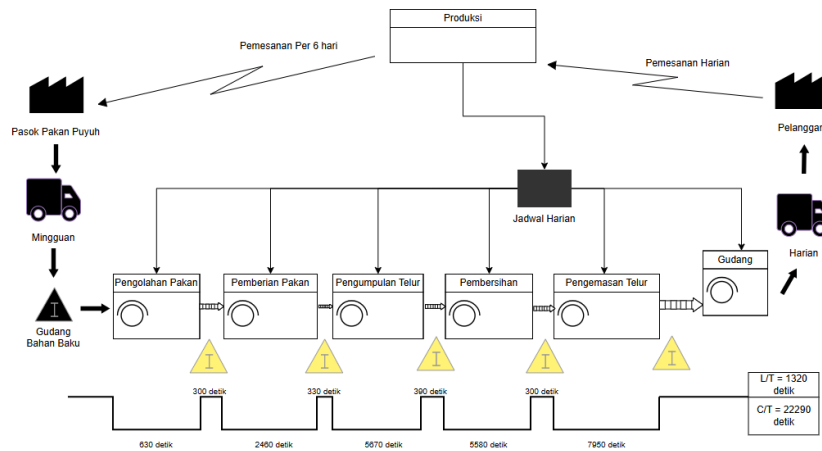 Produksi
Pemesanan Per 6 hari
Pemesanan Harian
Pasok Pakan Puyuh
Pelanggan
Mingguan
Jadwal Harian
Harian
Gudang
Bahan Baku
I
Pengolahan Pakan
Pemberian Pakan
Pengumpulan Telur
Pembersihan
Pengemasan Telur
Gudang
I
I
I
I
I
300 detik
330 detik
390 detik
300 detik
L/T = 1320
detik
C/T = 22290
detik
630 detik
2460 detik
5670 detik
5580 detik
7950 detik